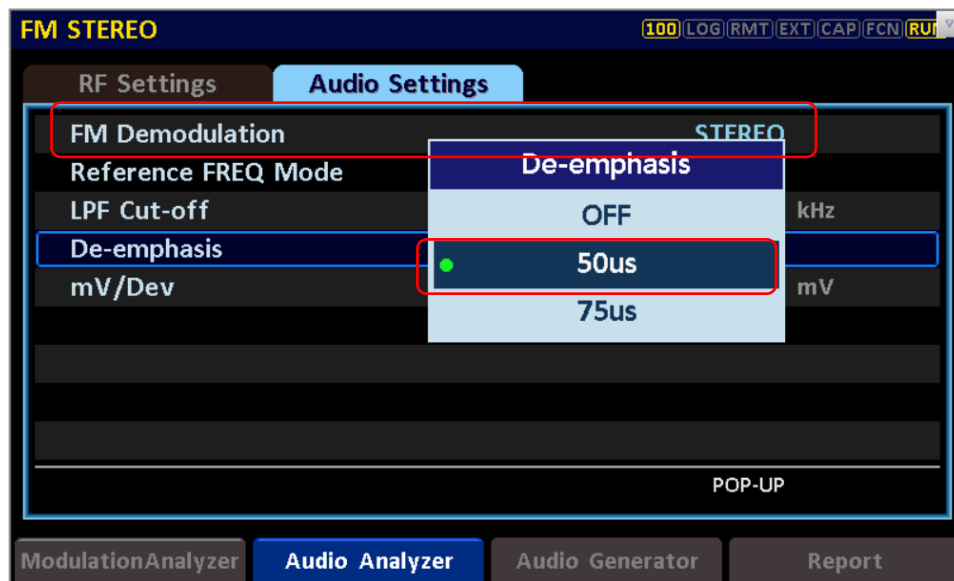 FM STEREO 100 LOG RMT EXT CAP FCN RUN
RF Settings Audio Settings
FM Demodulation STEREO
De-emphasis
Reference FREQ Mode
OFF
LPF Cut-off kHz
De-emphasis
50us
mV/Dev mV
75us
POP-UP
ModulationAnalyzer Audio Analyzer Audio Generator Report